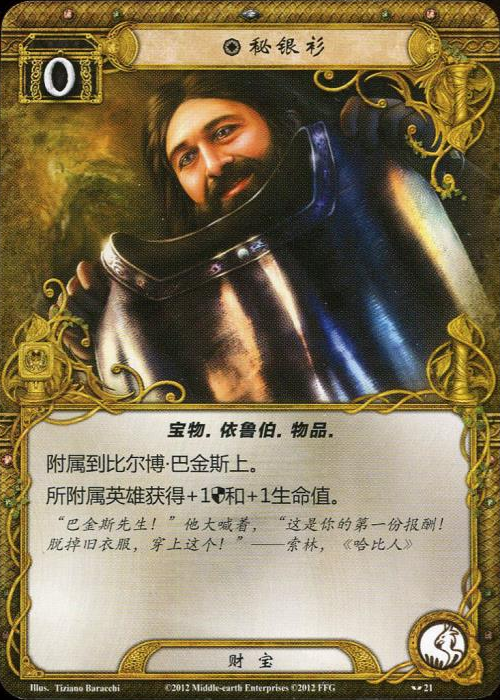 秘银衫
0
宝物. 依鲁伯. 物品.
附属到比尔博·巴金斯上。
所附属英雄获得+1和+1生命值。
“巴金斯先生！”他大喊着，“这是你的第一份报酬！
脱掉旧衣服，穿上这个！”——索林，《哈比人》
财宝
Illus. Tiziano Baracchi ©2012 Middle-earth Enterprises ©2012 FFG 21